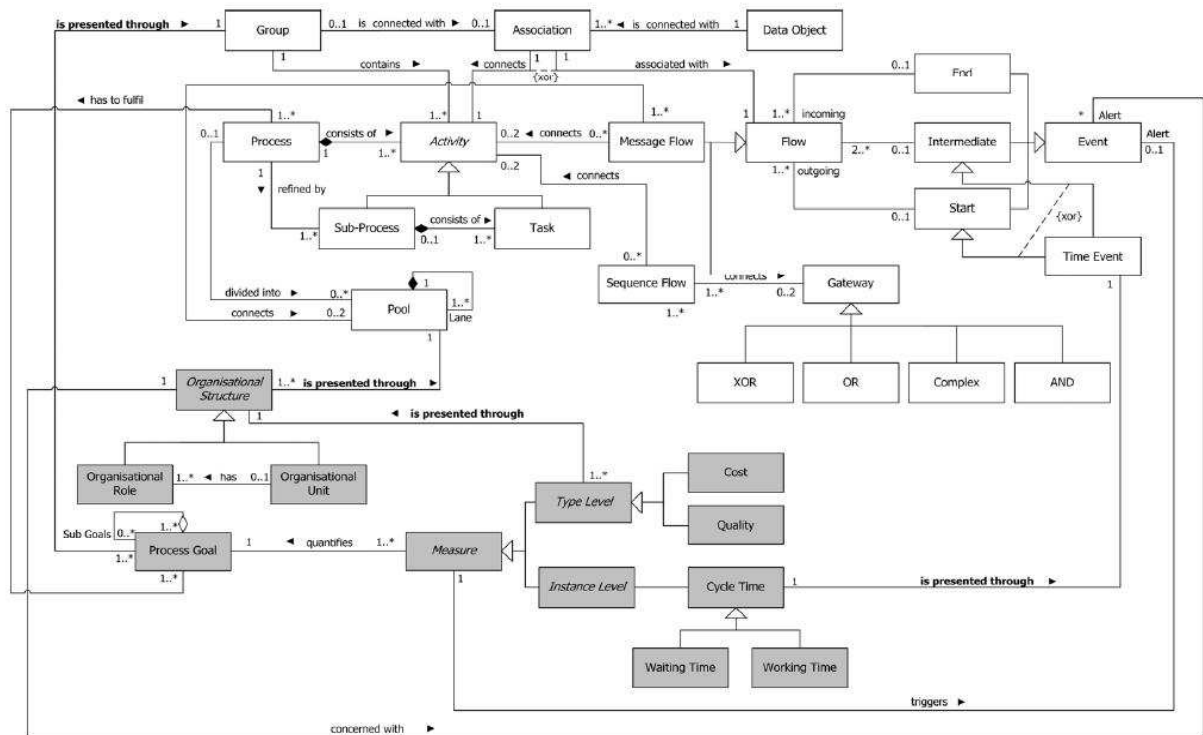 is presented through ► 1 Group 0..1 is connected with ► 0..1 Association 1..* ◄ is connected with 1 Data Object
1 1 1
contains ► ◄ connects {xor} associated with ► 0..1 End
◄ has to fulfil
1..* 1..* 1 1..* 1 1..* incoming * Alert
0..1 Process consists of ► Activity 0..2 ◄ connects 0..* Message Flow Flow 2..* 0..1 Intermediate Event Alert
1 1..* 0..2 1..* outgoing 0..1
1 ◄ connects
▼ refined by Start
0..1 {xor}
1..* Sub-Process consists of ► Task
0..1 1..*
Time Event
0..* 1
divided into ► 0..* 1 Sequence Flow connects ► Gateway
Pool 1..* 1..* 0..2
connects ► 0..2 Lane 1..*
1
XOR OR Complex AND
1 Organisational 1..* is presented through ►
Structure
1 ◄ is presented through
Organisational 1..* ◄ has 0..1 Organisational
Role Unit
1..* Cost
Type Level
Sub Goals 0..* 1..* Quality
1..* Process Goal 1 ◄ quantifies 1..* Measure
1..* 1 Instance Level Cycle Time 1 is presented through ►
Waiting Time Working Time
triggers ►
concerned with ►